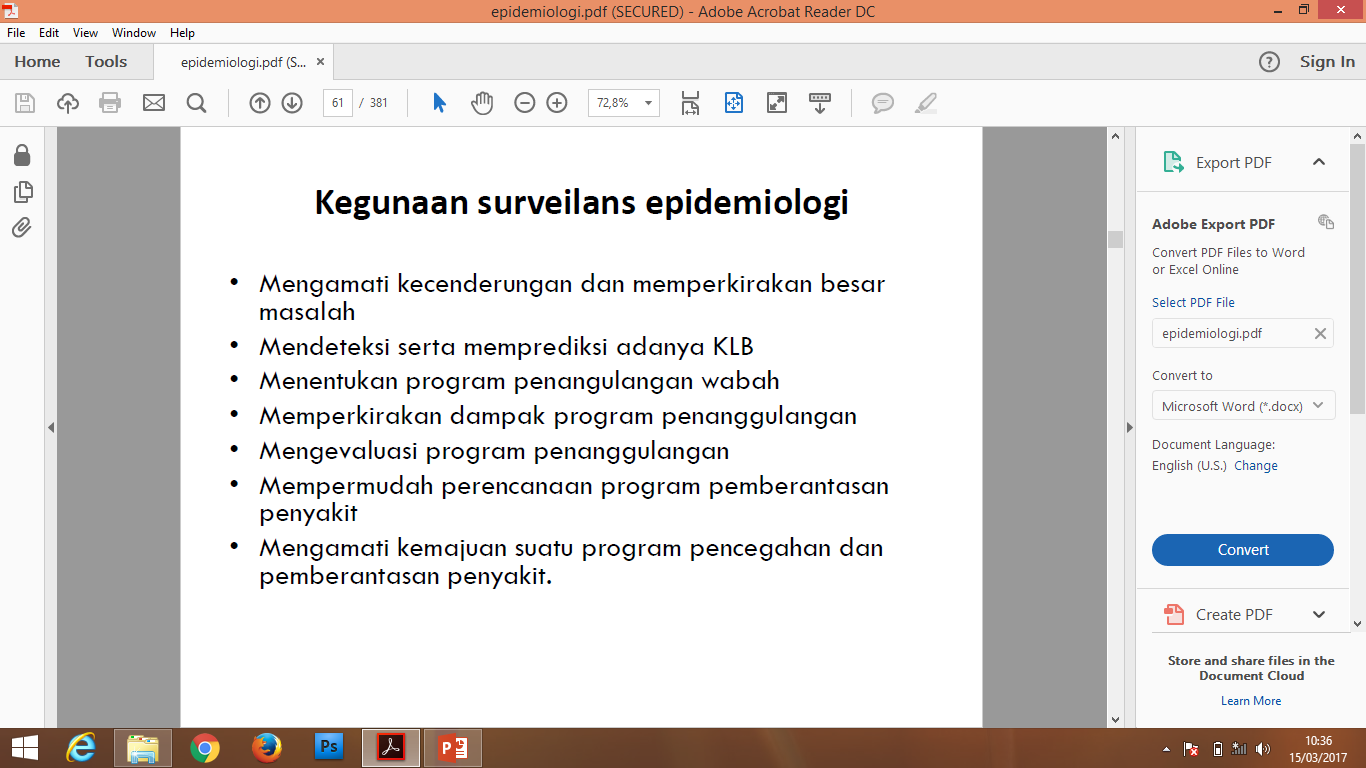 epidemiologi.pdf (SECURED) - Adobe Acrobat Reader DC
File Edit View Window Help
Home Tools epidemiologi.pdf (S... × Sign In
61 / 381 72,8%
Kegunaan surveilans epidemiologi
• Mengamati kecenderungan dan memperkirakan besar
masalah
• Mendeteksi serta memprediksi adanya KLB
• Menentukan program penangulangan wabah
• Memperkirakan dampak program penanggulangan
• Mengevaluasi program penanggulangan
• Mempermudah perencanaan program pemberantasan
penyakit
• Mengamati kemajuan suatu program pencegahan dan
pemberantasan penyakit.
Export PDF
Adobe Export PDF
Convert PDF Files to Word
or Excel Online
Select PDF File
epidemiologi.pdf
Convert to
Microsoft Word (*.docx)
Document Language:
English (U.S.) Change
Convert
Create PDF
Store and share files in the
Document Cloud
Learn More
Ps
10:36
15/03/2017